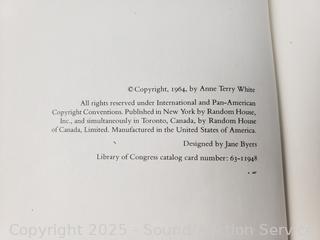 ©Copyright, 1964, by Anne Terry White
All rights reserved under International and Pan-American
Copyright Conventions. Published in New York by Random House,
Inc., and simultaneously in Toronto, Canada, by Random House
of Canada, Limited. Manufactured in the United States of America.
Designed by Jane Byers
Library of Congress catalog card number: 63-11948
Copyright 2025 - Sound Auction Service